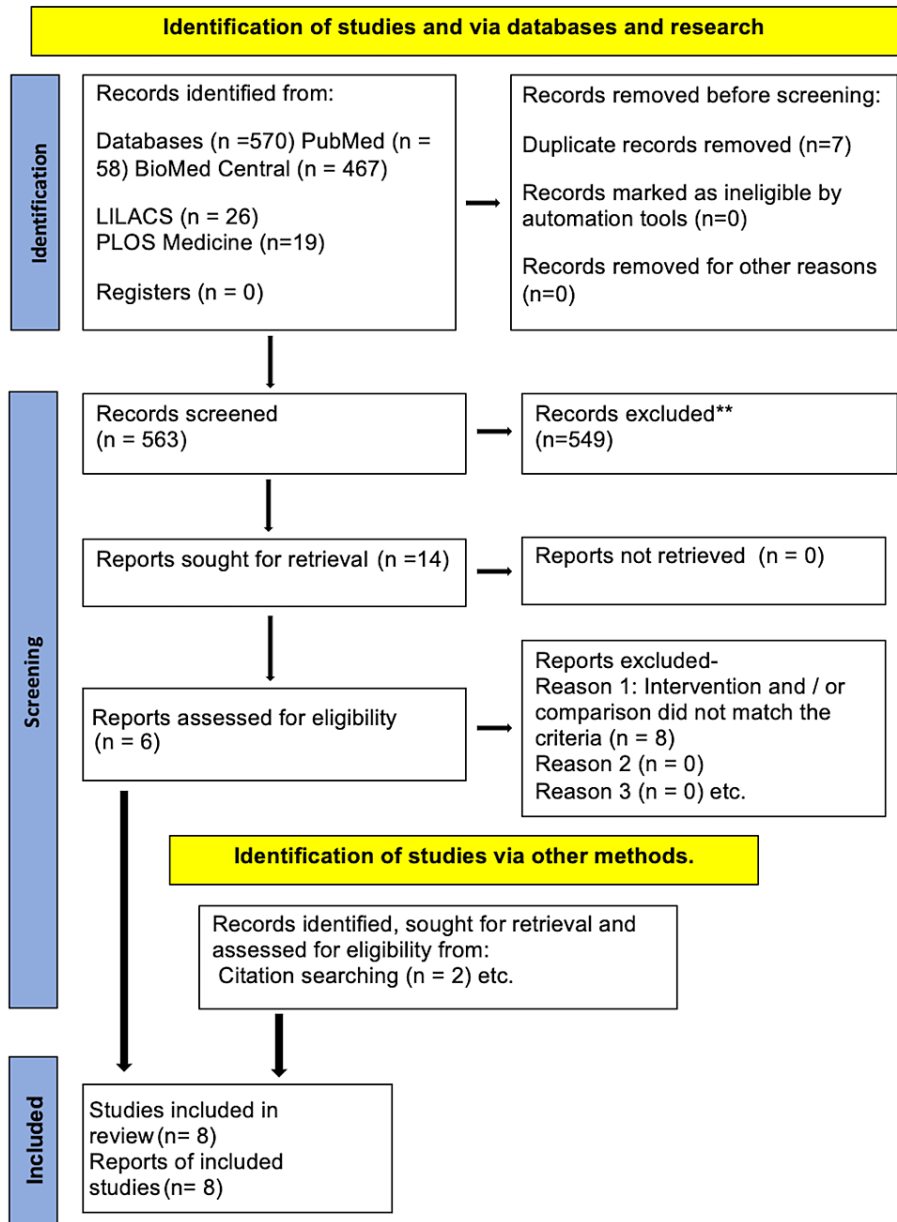 Identification of studies and via databases and research
Identification
Records identified from:
Databases (n =570) PubMed (n =
58) BioMed Central (n = 467)
LILACS (n = 26)
PLOS Medicine (n=19)
Registers (n = 0)
Records removed before screening:
Duplicate records removed (n=7)
Records marked as ineligible by
automation tools (n=0)
Records removed for other reasons
(n=0)
Screening
Records screened
(n = 563)
Records excluded**
(n=549)
Reports sought for retrieval (n =14)
Reports not retrieved (n = 0)
Reports assessed for eligibility
(n = 6)
Reports excluded-
Reason 1: Intervention and / or
comparison did not match the
criteria (n = 8)
Reason 2 (n = 0)
Reason 3 (n = 0) etc.
Identification of studies via other methods.
Records identified, sought for retrieval and
assessed for eligibility from:
Citation searching (n = 2) etc.
Included
Studies included in
review (n= 8)
Reports of included
studies (n= 8)